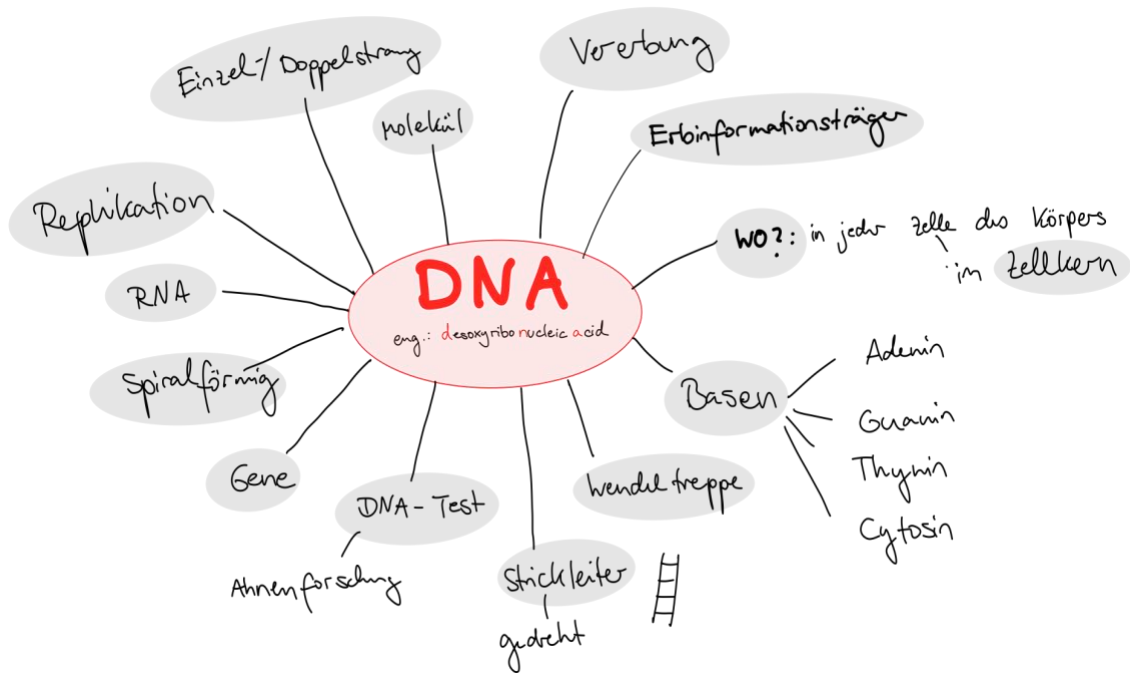 DNA
eng.: desoxyribonucleic acid
Einzel-/Doppelstrang
Molekül
Vererbung
Erbinformationsträger
WO?: in jeder Zelle des Körpers
im Zellkern
Basen
Adenin
Guanin
Thymin
Cytosin
Wendeltreppe
Strickleiter
gedreht
DNA-Test
Ahnenforschung
Gene
Spiralförmig
RNA
Replikation